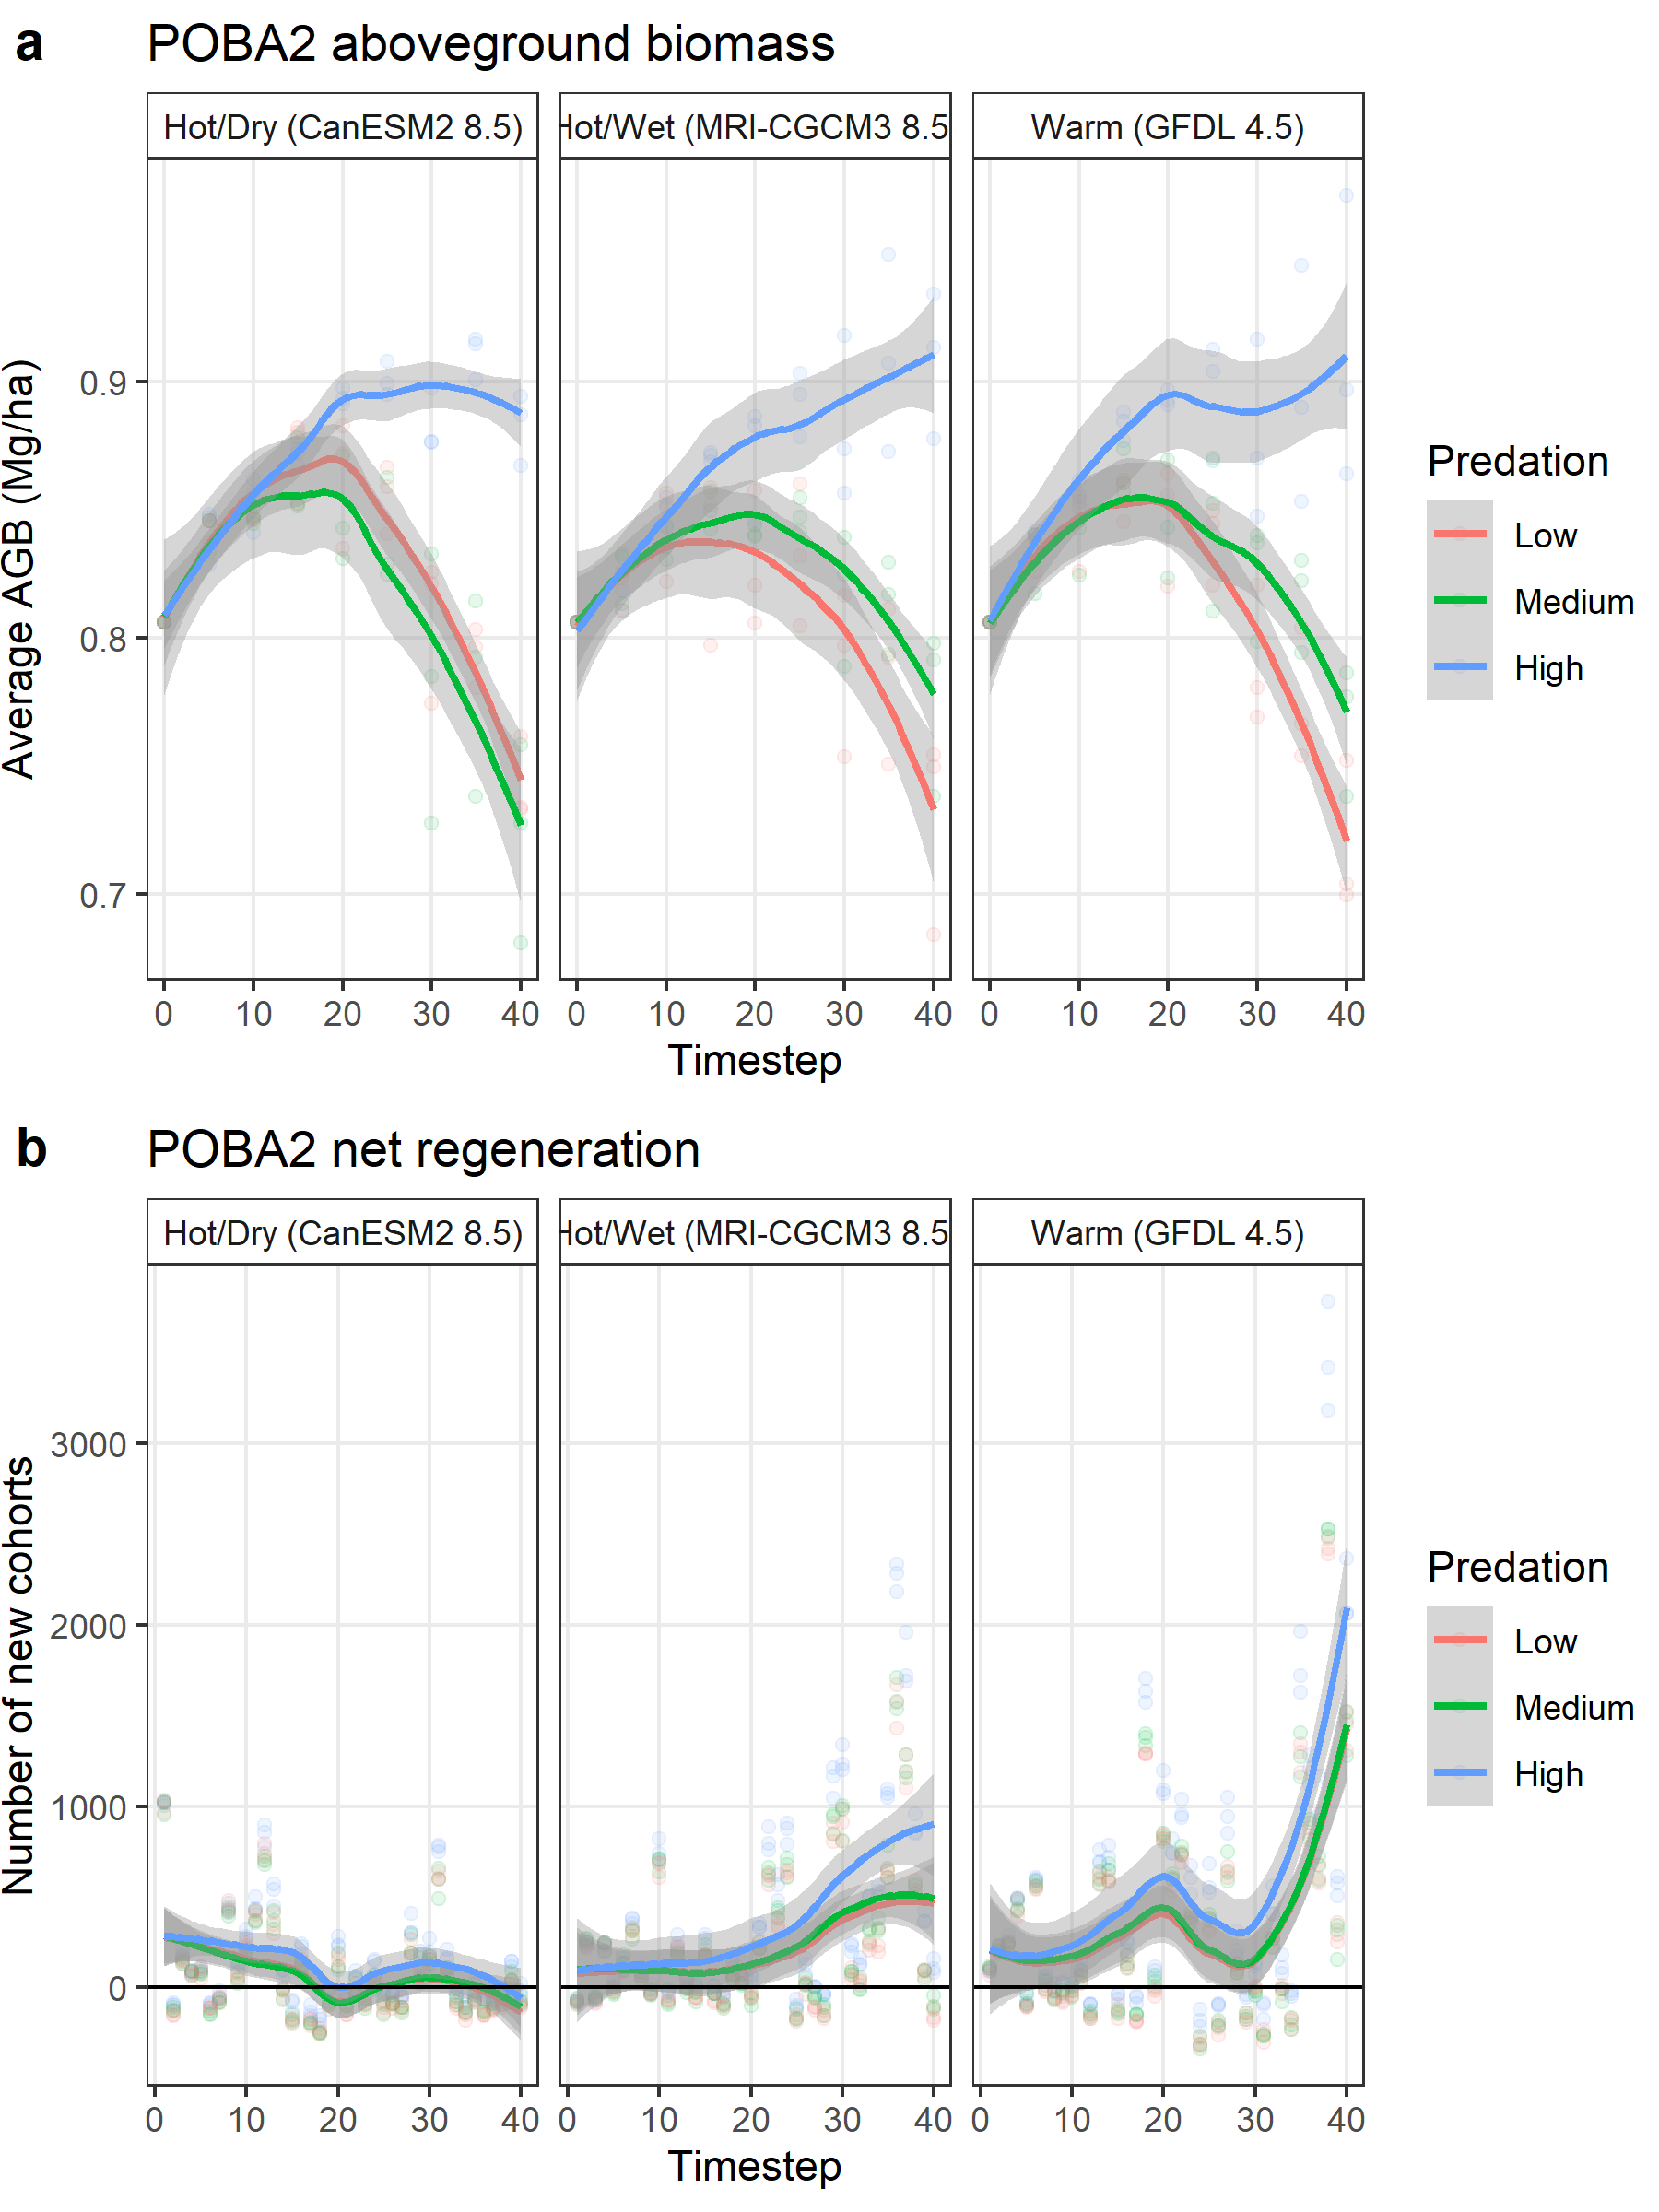 a POBA2 aboveground biomass
Hot/Dry (CanESM2 8.5) Hot/Wet (MRI-CGCM3 8.5 Warm (GFDL 4.5)
Average AGB (Mg/ha)
0.9
0.8
0.7
0 10 20 30 40 0 10 20 30 40 0 10 20 30 40
Timestep
Predation
Low
Medium
High
b POBA2 net regeneration
Hot/Dry (CanESM2 8.5) Hot/Wet (MRI-CGCM3 8.5 Warm (GFDL 4.5)
Number of new cohorts
3000
2000
1000
0
0 10 20 30 40 0 10 20 30 40 0 10 20 30 40
Timestep
Predation
Low
Medium
High